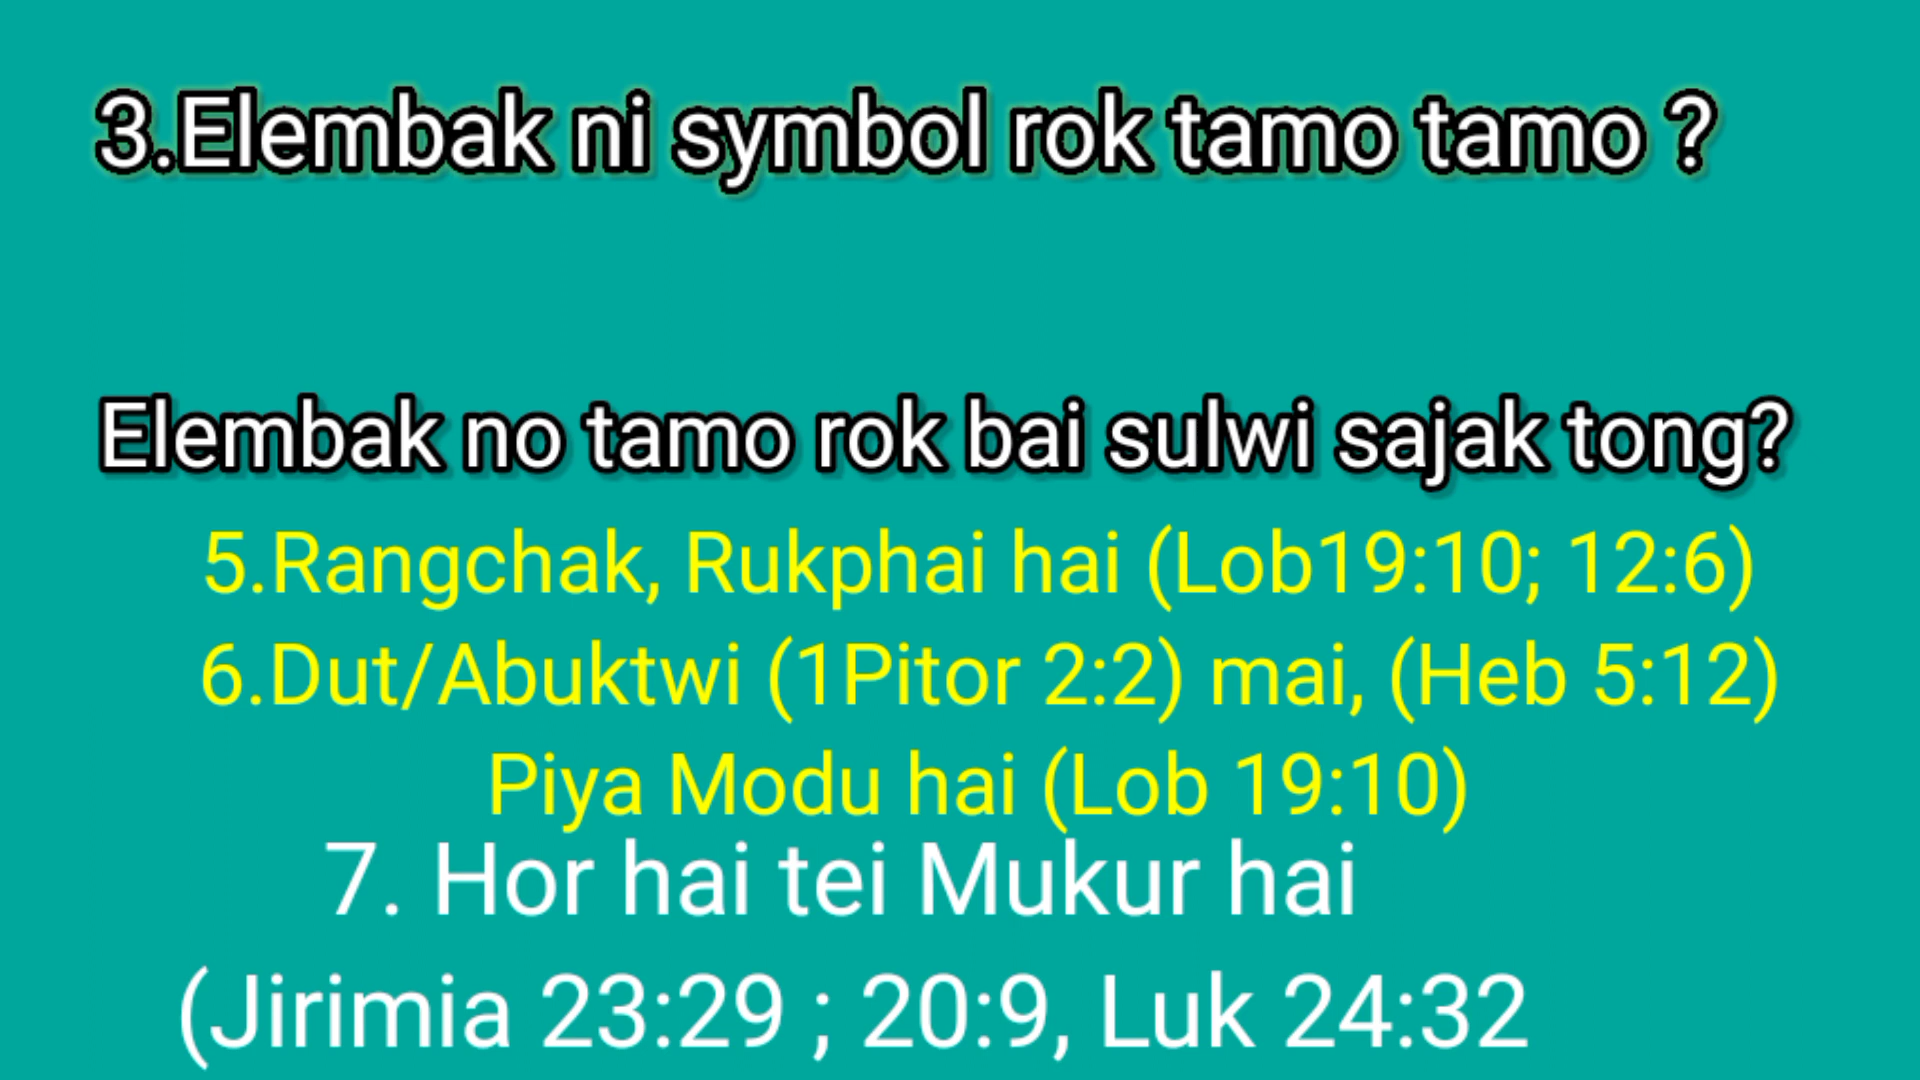 3.Elembak ni symbol rok tamo tamo ?
Elembak no tamo rok bai sulwi sajak tong?
5.Rangchak, Rukphai hai (Lob19:10; 12:6)
6.Dut/Abuktwi (1Pitor 2:2) mai, (Heb 5:12)
Piya Modu hai (Lob 19:10)
7. Hor hai tei Mukur hai
(Jirimia 23:29 ; 20:9, Luk 24:32